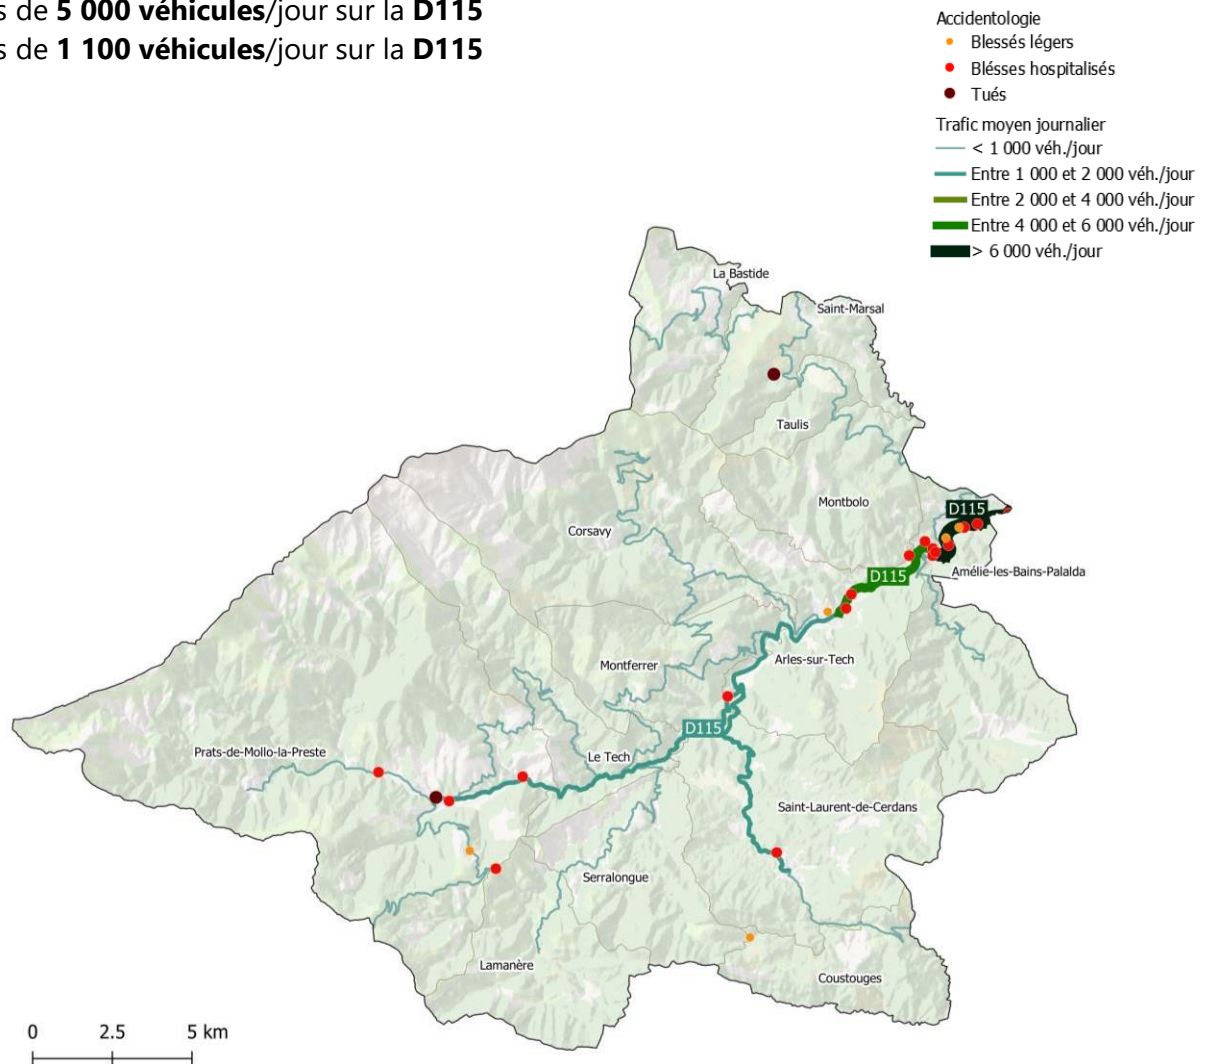 s de 5 000 véhicules/jour sur la D115
s de 1 100 véhicules/jour sur la D115
Accidentologie
Blessés légers
Bléssés hospitalisés
Tués
Trafic moyen journalier
< 1 000 véh./jour
Entre 1 000 et 2 000 véh./jour
Entre 2 000 et 4 000 véh./jour
Entre 4 000 et 6 000 véh./jour
> 6 000 véh./jour
La Bastide
Saint-Marsal
Taulis
Montbolo
D115
Corsavy
D115
Amélie-les-Bains-Palalda
Arles-sur-Tech
Montferrer
D115
Prats-de-Mollo-la-Preste
Le Tech
Saint-Laurent-de-Cerdans
Serralongue
Lamanère
Coustouges
0 2.5 5 km